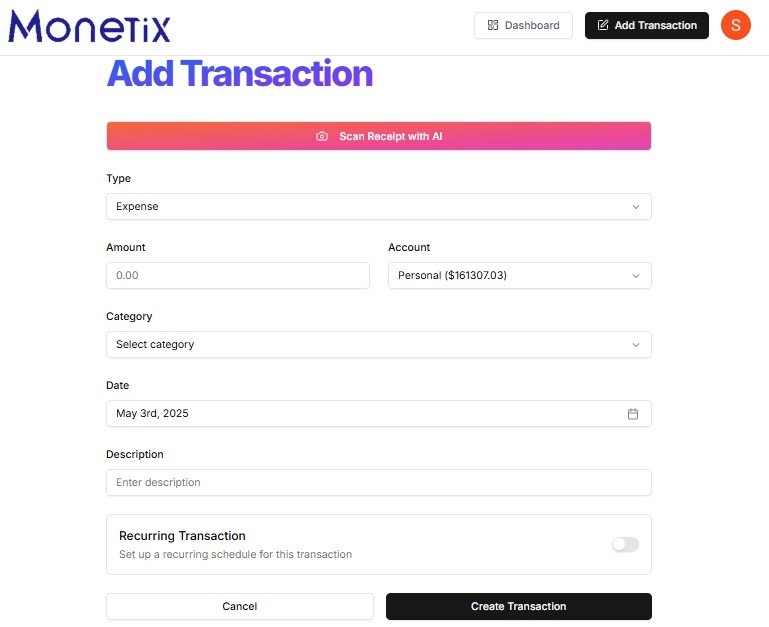 Monetix
Dashboard
Add Transaction
S
Add Transaction
Scan Receipt with AI
Type
Expense
Amount
Account
0.00
Personal ($161307.03)
Category
Select category
Date
May 3rd, 2025
Description
Enter description
Recurring Transaction
Set up a recurring schedule for this transaction
Cancel
Create Transaction